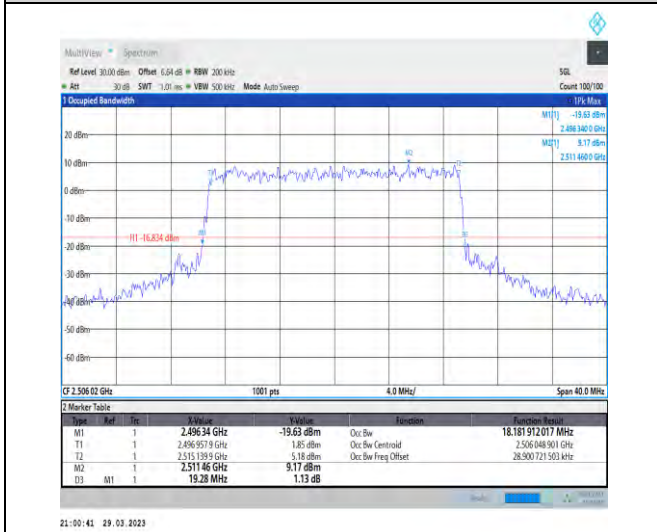 MultiView Spectrum
Ref Level 30.00 dBm Offset 6.64 dB RBW 200 kHz SGL
Att 30 dB SWT 1.01 ms VBW 500 kHz Mode Auto Sweep Count 100/100
1 Occupied Bandwidth 1Pk Max
M1[1] -19.63 dBm
2.496 340 0 GHz
M2[1] 9.17 dBm
2.511 460 0 GHz
20 dBm
10 dBm
0 dBm
-10 dBm
H1 -16.834 dBm
-20 dBm
-30 dBm
-40 dBm
-50 dBm
-60 dBm
M2
T2
CF 2.506 02 GHz 1001 pts 4.0 MHz/ Span 40.0 MHz
2 Marker Table
Type Ref Trc X-Value Y-Value Function Function Result
M1 1 2.496 34 GHz -19.63 dBm Occ Bw 18.181 912 017 MHz
T1 1 2.496 957 9 GHz 1.85 dBm Occ Bw Centroid 2.506 048 901 GHz
T2 1 2.515 139 9 GHz 5.18 dBm Occ Bw Freq Offset 28.900 721 503 kHz
M2 1 2.511 46 GHz 9.17 dBm
D3 M1 1 19.28 MHz 1.13 dB
21:00:41 29.03.2023